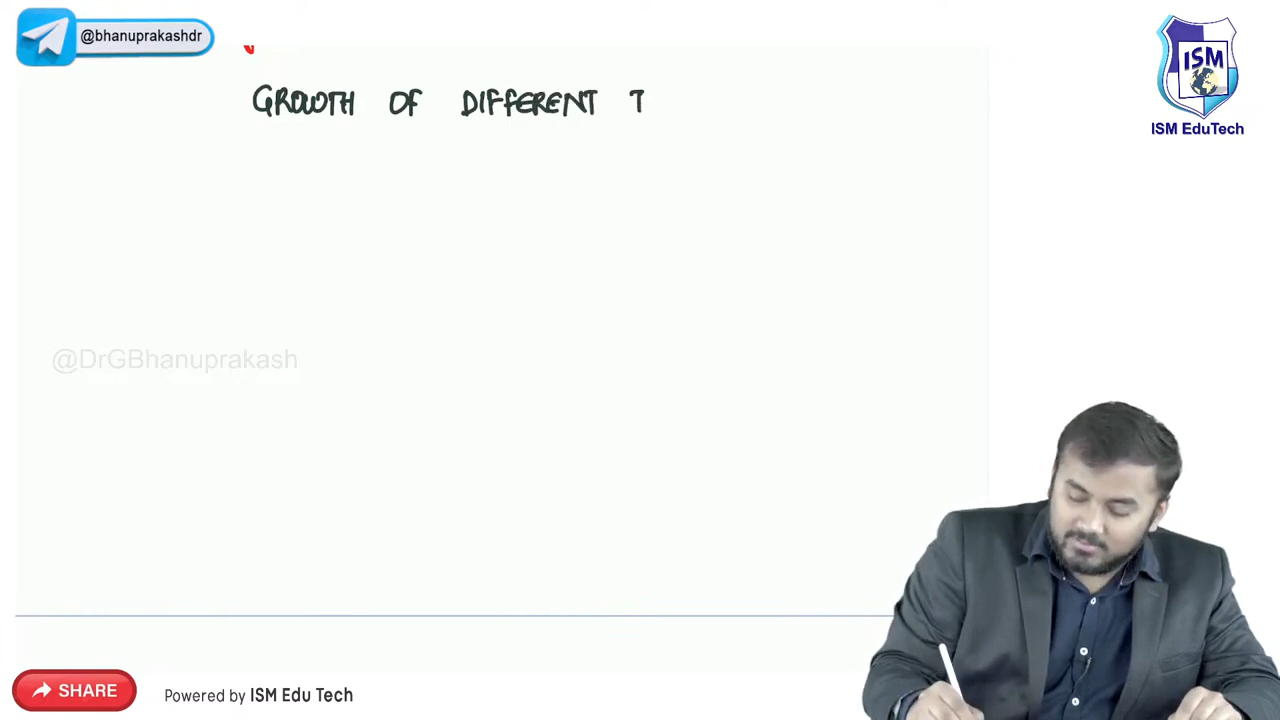 @bhanuprakashdr
ISM
ISM EduTech
GROWTH OF DIFFERENT T
@DrGBhanuprakash
SHARE
Powered by ISM Edu Tech